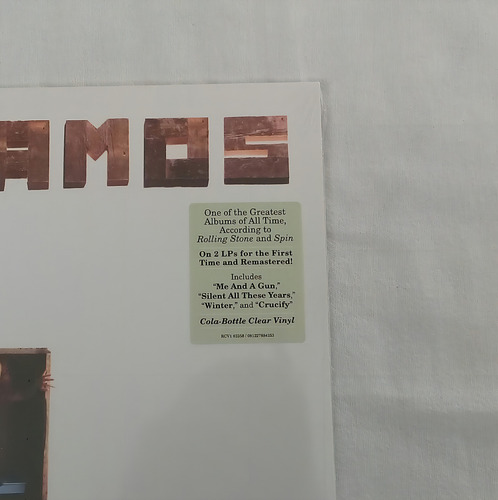 AMOS
One of the Greatest
Albums of All Time,
According to
Rolling Stone and Spin
On 2 LPs for the First
Time and Remastered!
Includes
“Me And A Gun,”
“Silent All These Years,”
“Winter,” and “Crucify”
Cola-Bottle Clear Vinyl